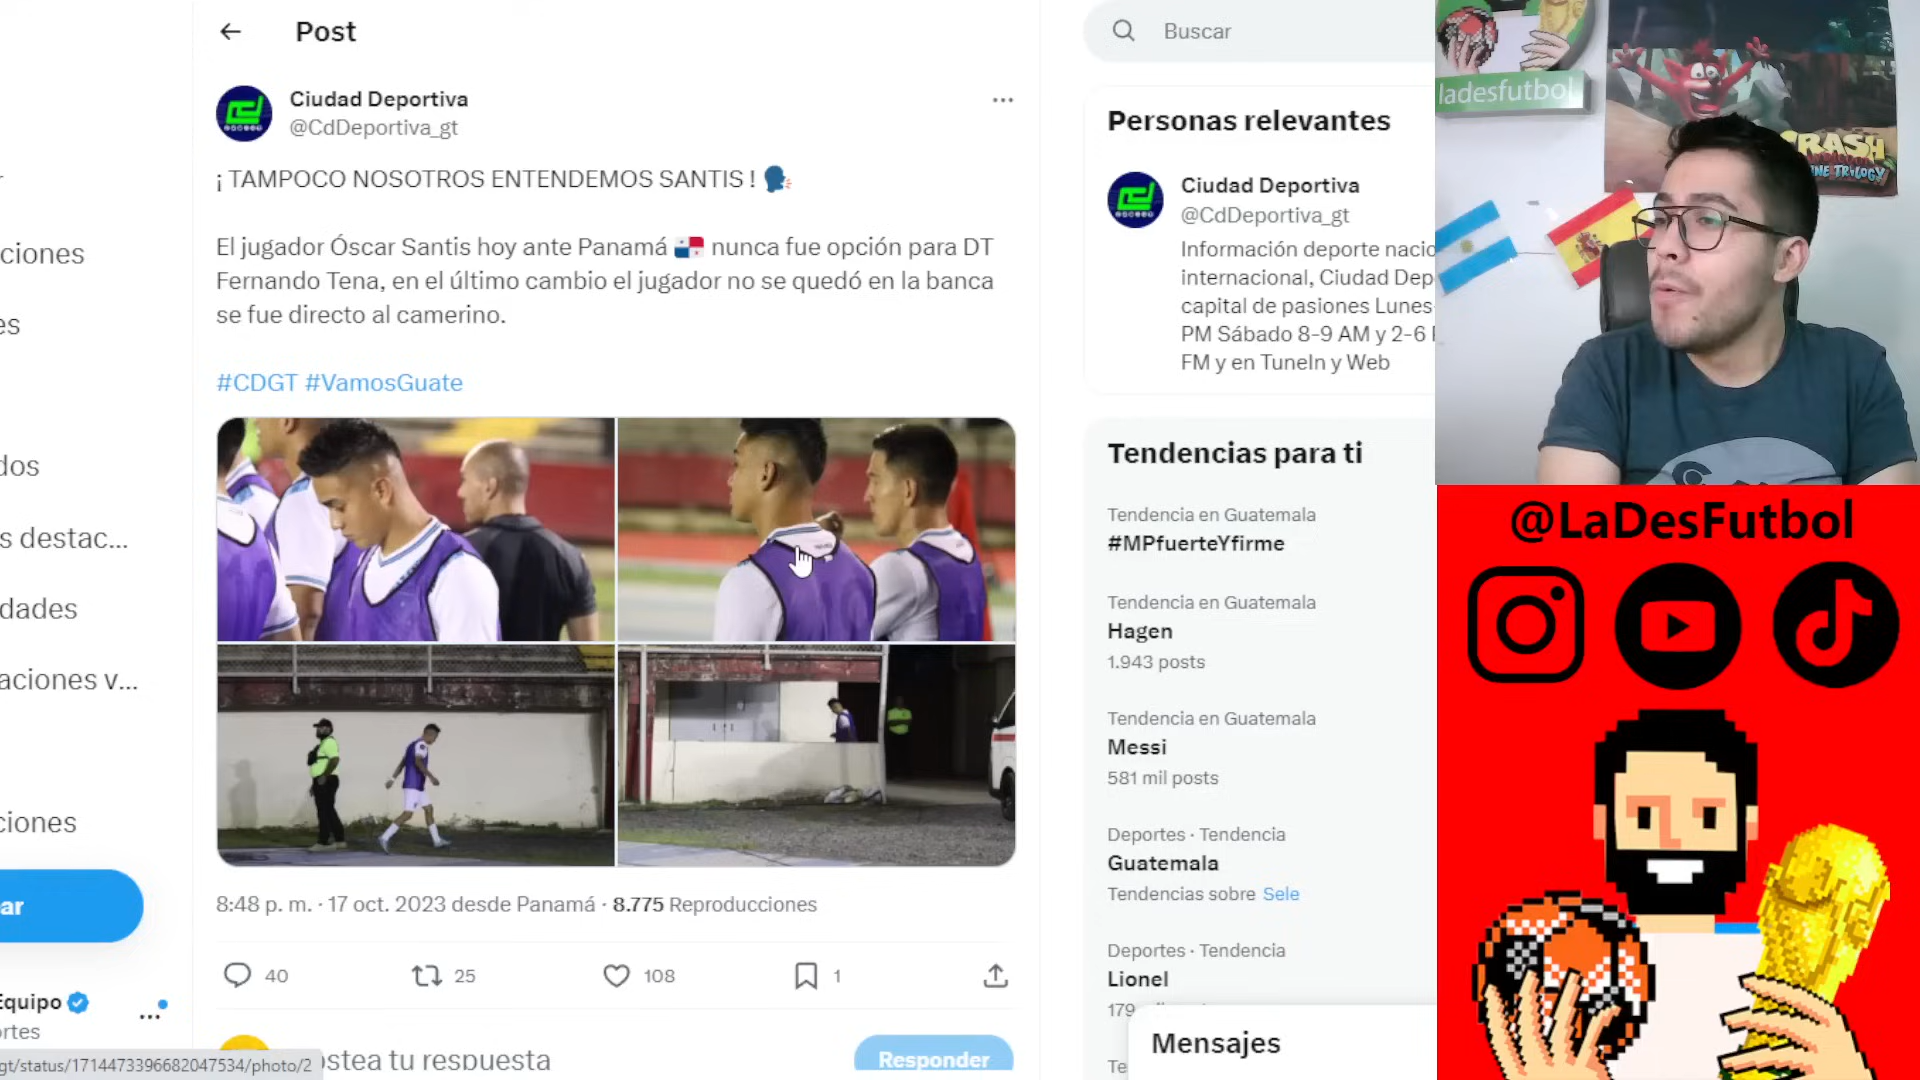 Post
Buscar
Ciudad Deportiva
@CdDeportiva_gt
¡ TAMPOCO NOSOTROS ENTENDEMOS SANTIS !
El jugador Óscar Santis hoy ante Panamá nunca fue opción para DT
Fernando Tena, en el último cambio el jugador no se quedó en la banca
se fue directo al camerino.
#CDGT #VamosGuate
8:48 p. m. · 17 oct. 2023 desde Panamá · 8.775 Reproducciones
40
25
108
1
ostea tu respuesta
Responder
ciones
es
dos
s destac...
dades
aciones v...
ciones
ar
Equipo
ortes
gt/status/1714473396682047534/photo/2
Personas relevantes
Ciudad Deportiva
@CdDeportiva_gt
Información deporte nacio
internacional, Ciudad Dep
capital de pasiones Lunes-
PM Sábado 8-9 AM y 2-6
FM y en TuneIn y Web
Tendencias para ti
Tendencia en Guatemala
#MPfuerteYfirme
Tendencia en Guatemala
Hagen
1.943 posts
Tendencia en Guatemala
Messi
581 mil posts
Deportes · Tendencia
Guatemala
Tendencias sobre Sele
Deportes · Tendencia
Lionel
179
Te
Mensajes
ladesfutbol
CRASH
NE TRILOGY
@LaDesFutbol